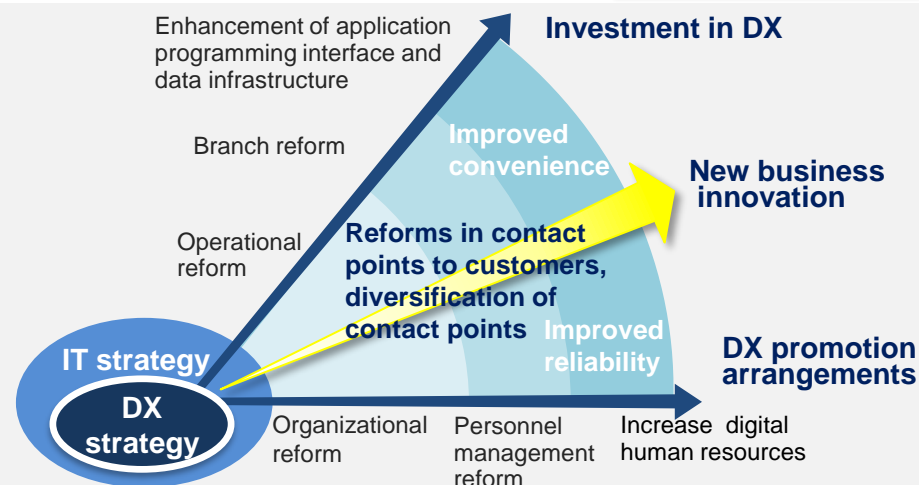 Enhancement of application
programming interface and
data infrastructure
Investment in DX
Branch reform
Improved
convenience
New business
innovation
Operational
reform
Reforms in contact
points to customers,
diversification of
contact points
Improved
reliability
IT strategy
DX
strategy
DX promotion
arrangements
Organizational
reform
Personnel
management
reform
Increase digital
human resources